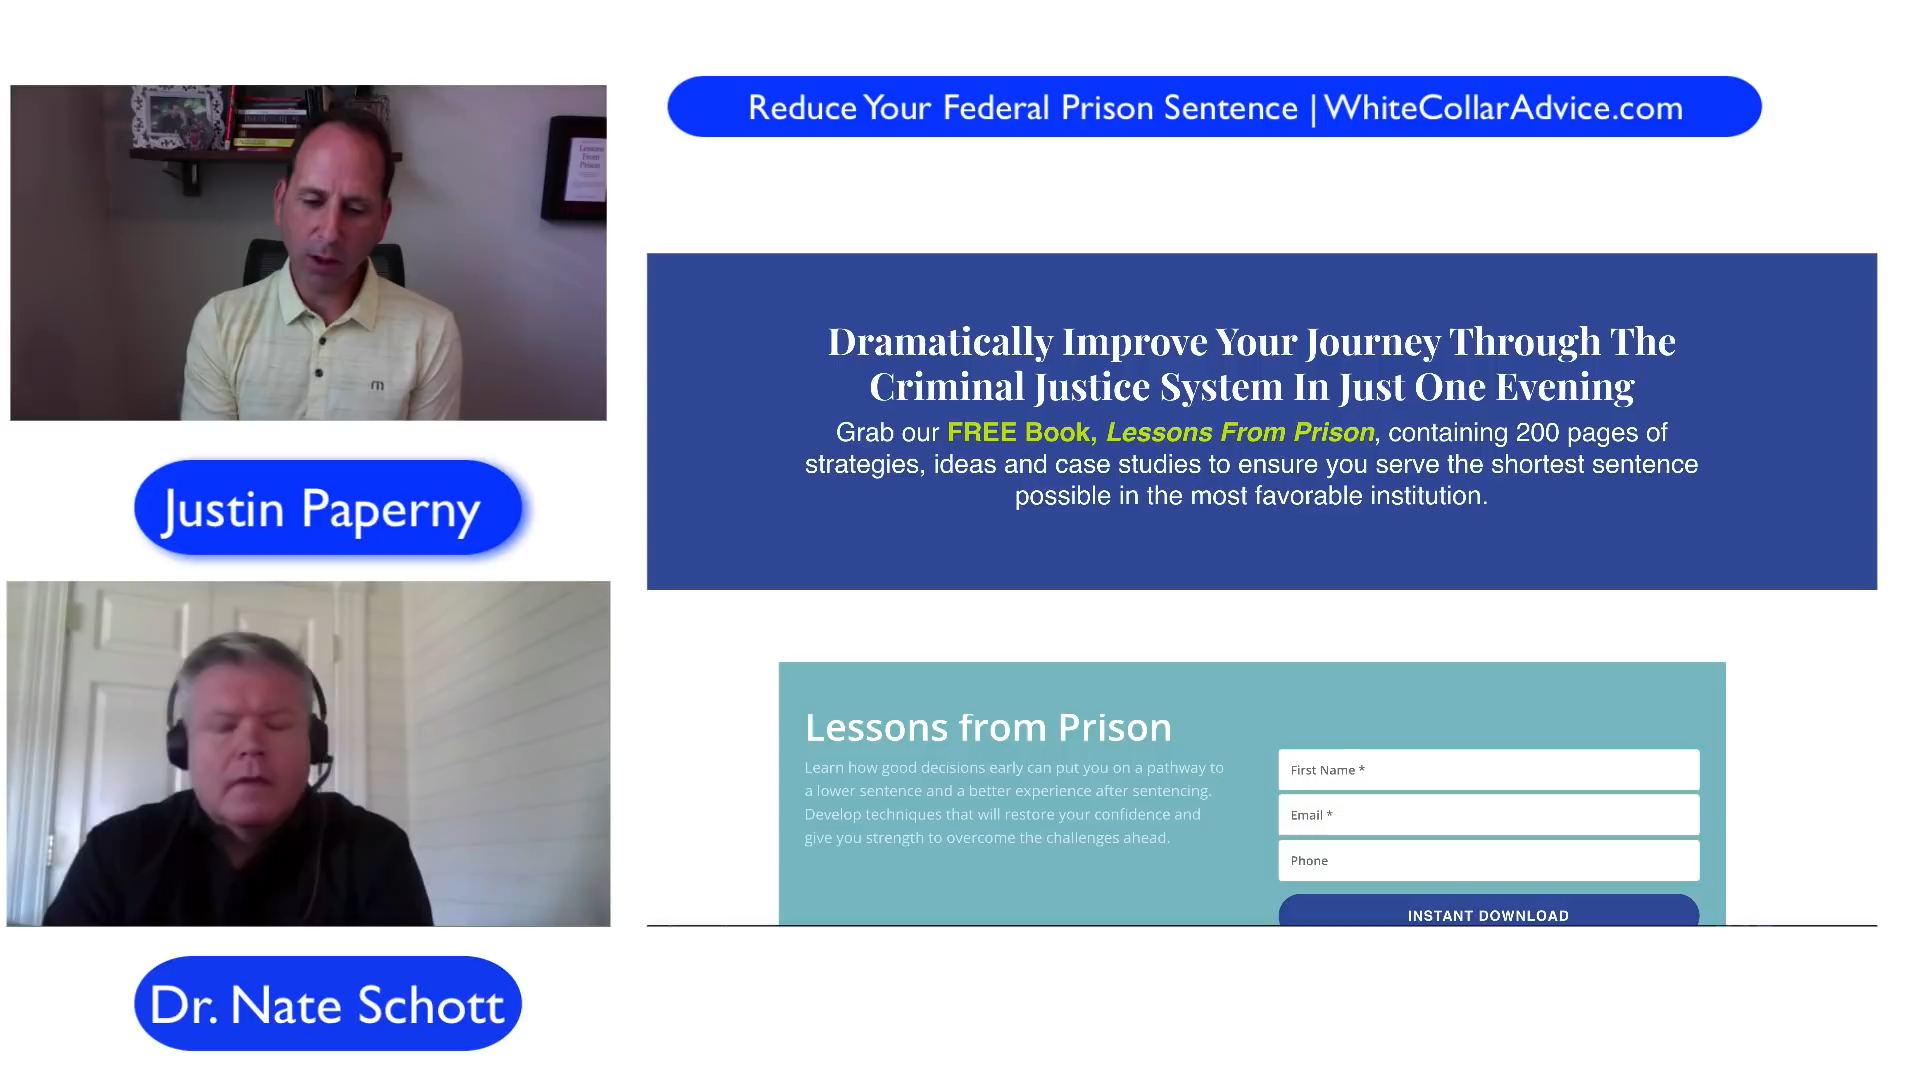 Reduce Your Federal Prison Sentence | WhiteCollarAdvice.com
Lessons
From
Prison
m
Justin Paperny
Dr. Nate Schott
Dramatically Improve Your Journey Through The
Criminal Justice System In Just One Evening
Grab our FREE Book, Lessons From Prison, containing 200 pages of
strategies, ideas and case studies to ensure you serve the shortest sentence
possible in the most favorable institution.
Lessons from Prison
Learn how good decisions early can put you on a pathway to
a lower sentence and a better experience after sentencing.
Develop techniques that will restore your confidence and
give you strength to overcome the challenges ahead.
First Name *
Email *
Phone
INSTANT DOWNLOAD